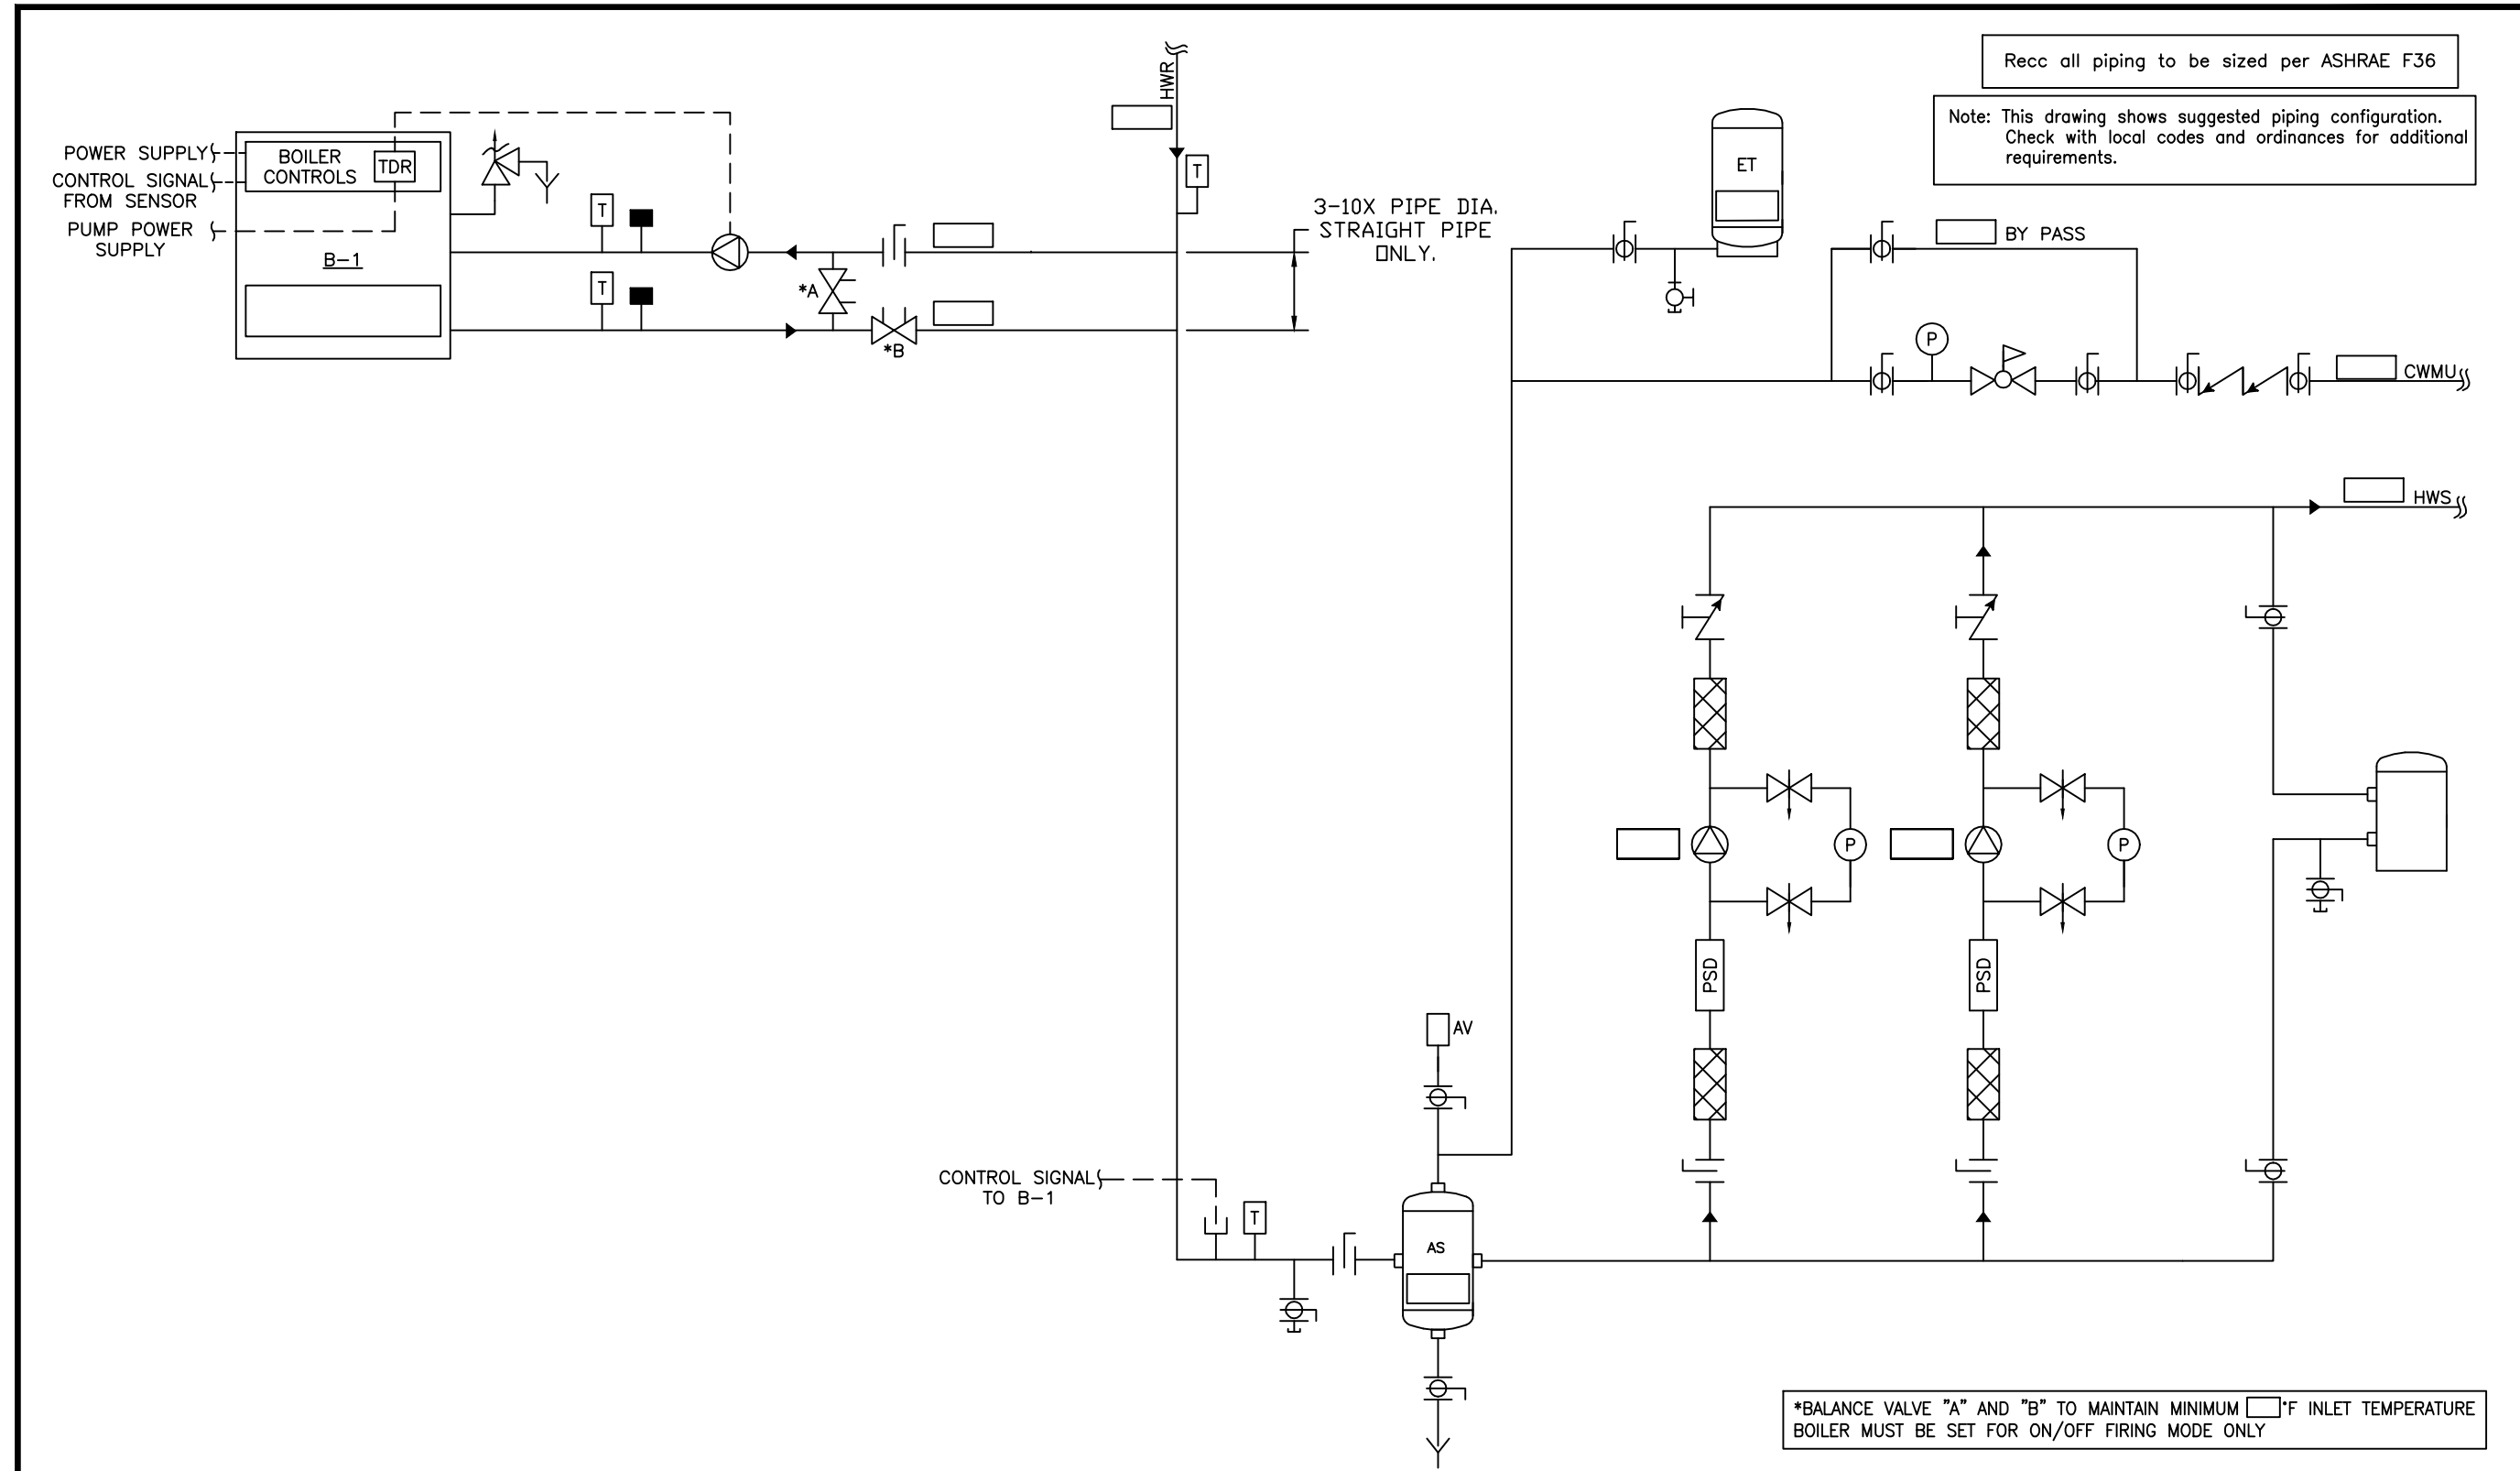 Recc all piping to be sized per ASHRAE F36
Note: This drawing shows suggested piping configuration.
Check with local codes and ordinances for additional
requirements.
HWR
POWER SUPPLY
CONTROL SIGNAL
FROM SENSOR
PUMP POWER
SUPPLY
BOILER
CONTROLS
TDR
B-1
T
T
*A
*B
T
3-10X PIPE DIA.
STRAIGHT PIPE
ONLY.
ET
BY PASS
P
CWMU
HWS
P
P
PSD
PSD
AV
CONTROL SIGNAL
TO B-1
T
AS
*BALANCE VALVE "A" AND "B" TO MAINTAIN MINIMUM °F INLET TEMPERATURE
BOILER MUST BE SET FOR ON/OFF FIRING MODE ONLY